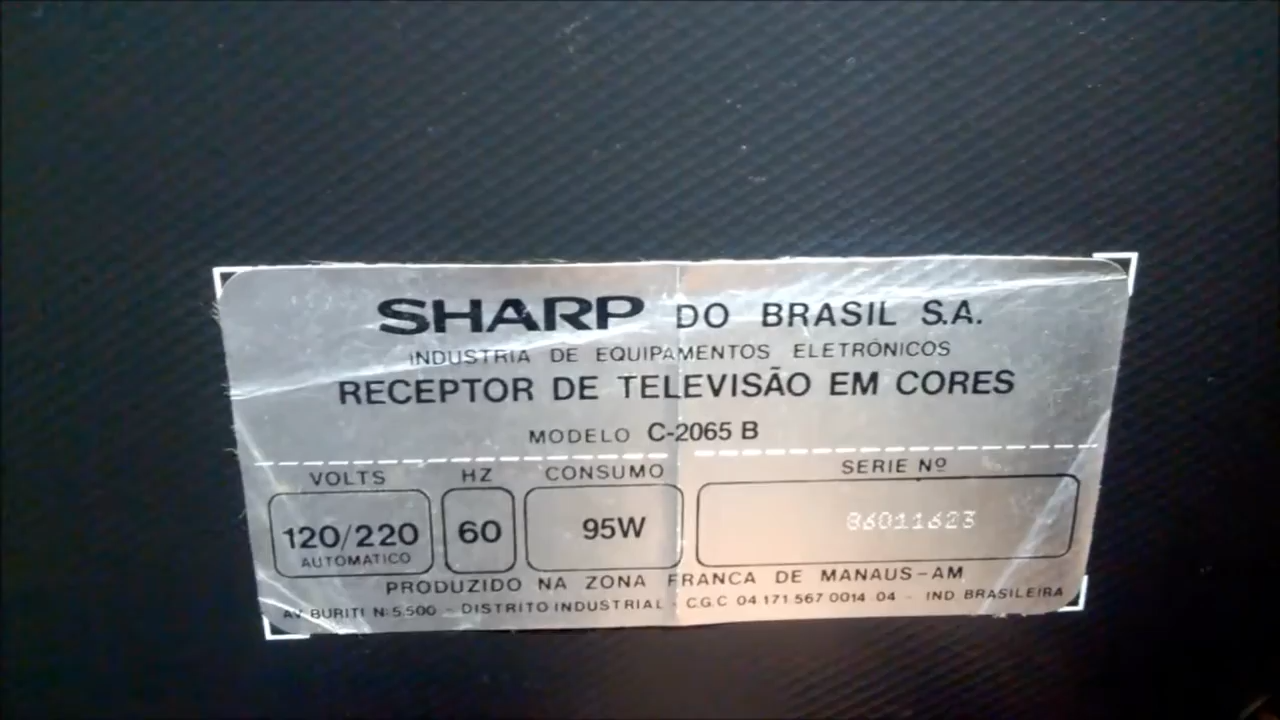 SHARP DO BRASIL S.A.
INDUSTRIA DE EQUIPAMENTOS ELETRÔNICOS
RECEPTOR DE TELEVISÃO EM CORES
MODELO C-2065 B
VOLTS HZ CONSUMO SERIE Nº
120/220 60 95W 86011623
AUTOMATICO
PRODUZIDO NA ZONA FRANCA DE MANAUS-AM
AV. BURITI Nº 5.500 - DISTRITO INDUSTRIAL - C.G.C 04.171.567.0014.04 - IND. BRASILEIRA